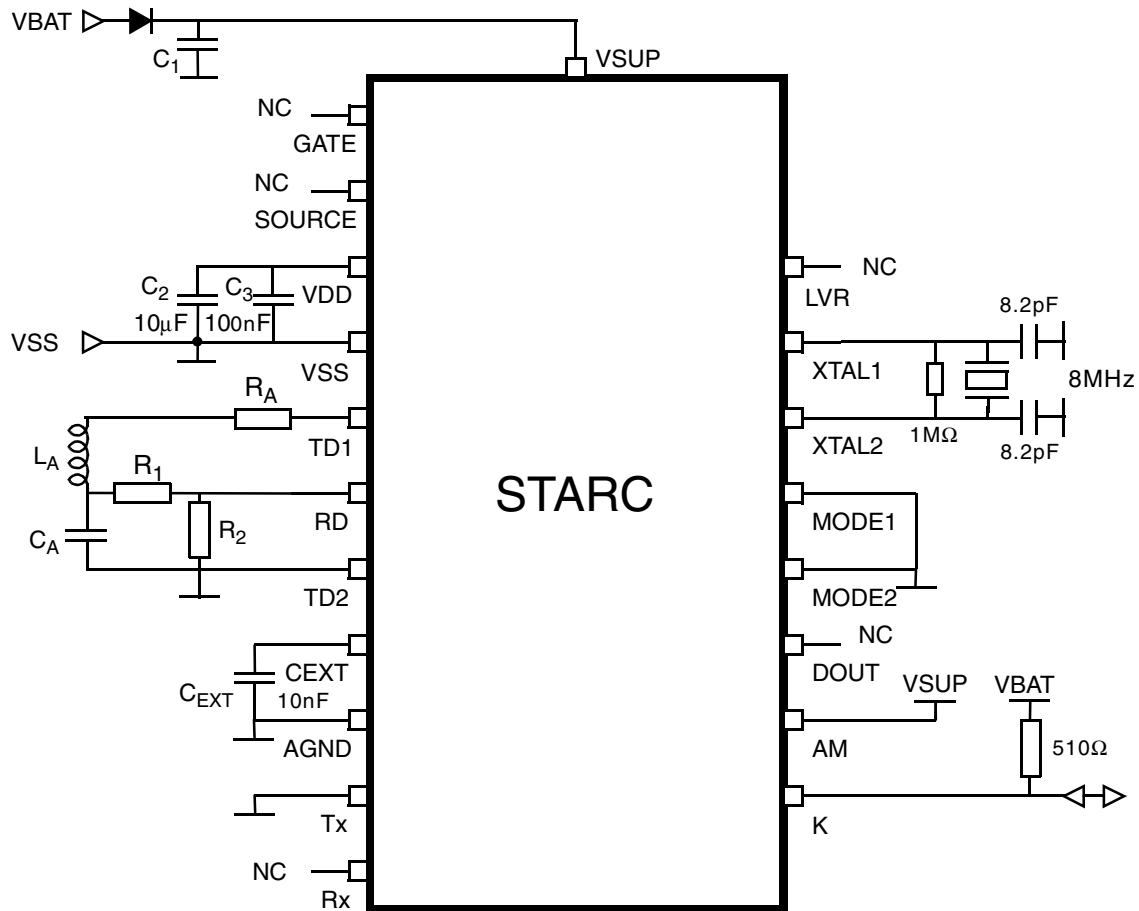 VBAT
C1
VSUP
NC
GATE
NC
SOURCE
C2
10µF
C3
100nF
VDD
VSS
VSS
RA
TD1
LA
R1
RD
R2
CA
TD2
CEXT
CEXT
10nF
AGND
Tx
NC
Rx
STARC
NC
LVR
8.2pF
XTAL1
8MHz
1MΩ
XTAL2
8.2pF
MODE1
MODE2
NC
DOUT
VSUP
VBAT
AM
510Ω
K